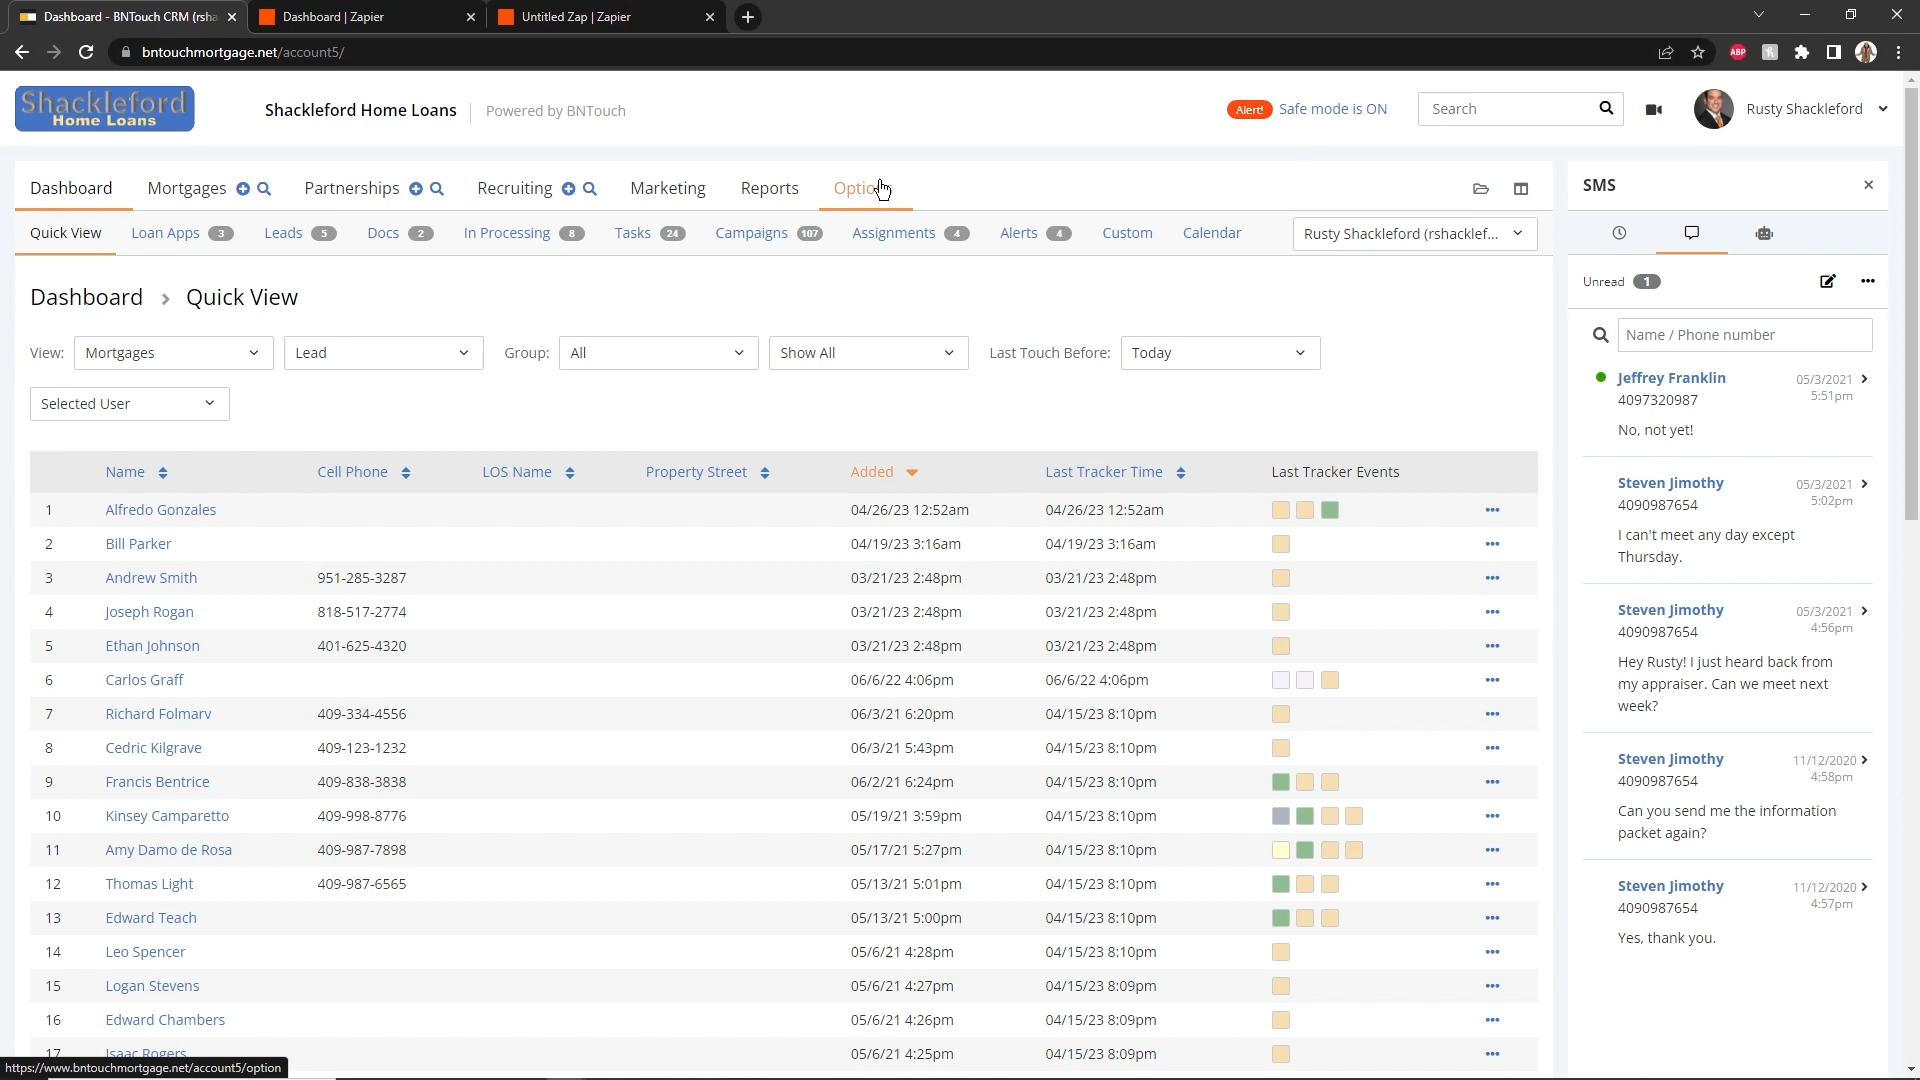 Dashboard - BNTouch CRM (rsha
Dashboard | Zapier
Untitled Zap | Zapier
bntouchmortgage.net/account5/
ABP
Shackleford
Home Loans
Shackleford Home Loans
Powered by BNTouch
Alert!
Safe mode is ON
Search
Rusty Shackleford
Dashboard
Mortgages
Partnerships
Recruiting
Marketing
Reports
Quick View
Loan Apps 3
Leads 5
Docs 2
In Processing 8
Tasks 24
Campaigns 107
Assignments 4
Alerts 4
Custom
Calendar
Rusty Shackleford (rshacklef...
Dashboard > Quick View
View: Mortgages Lead Group: All Show All Last Touch Before: Today
Selected User
Name Cell Phone LOS Name Property Street Added Last Tracker Time Last Tracker Events
1 Alfredo Gonzales 04/26/23 12:52am 04/26/23 12:52am
2 Bill Parker 04/19/23 3:16am 04/19/23 3:16am
3 Andrew Smith 951-285-3287 03/21/23 2:48pm 03/21/23 2:48pm
4 Joseph Rogan 818-517-2774 03/21/23 2:48pm 03/21/23 2:48pm
5 Ethan Johnson 401-625-4320 03/21/23 2:48pm 03/21/23 2:48pm
6 Carlos Graff 06/6/22 4:06pm 06/6/22 4:06pm
7 Richard Folmarv 409-334-4556 06/3/21 6:20pm 04/15/23 8:10pm
8 Cedric Kilgrave 409-123-1232 06/3/21 5:43pm 04/15/23 8:10pm
9 Francis Bentrice 409-838-3838 06/2/21 6:24pm 04/15/23 8:10pm
10 Kinsey Camparetto 409-998-8776 05/19/21 3:59pm 04/15/23 8:10pm
11 Amy Damo de Rosa 409-987-7898 05/17/21 5:27pm 04/15/23 8:10pm
12 Thomas Light 409-987-6565 05/13/21 5:01pm 04/15/23 8:10pm
13 Edward Teach 05/13/21 5:00pm 04/15/23 8:10pm
14 Leo Spencer 05/6/21 4:28pm 04/15/23 8:10pm
15 Logan Stevens 05/6/21 4:27pm 04/15/23 8:09pm
16 Edward Chambers 05/6/21 4:26pm 04/15/23 8:09pm
17 Isaac Rogers 05/6/21 4:25pm 04/15/23 8:09pm
https://www.bntouchmortgage.net/account5/option
SMS
Unread 1
Name / Phone number
Jeffrey Franklin 05/3/2021
4097320987 5:51pm
No, not yet!
Steven Jimothy 05/3/2021
4090987654 5:02pm
I can't meet any day except
Thursday.
Steven Jimothy 05/3/2021
4090987654 4:56pm
Hey Rusty! I just heard back from
my appraiser. Can we meet next
week?
Steven Jimothy 11/12/2020
4090987654 4:58pm
Can you send me the information
packet again?
Steven Jimothy 11/12/2020
4090987654 4:57pm
Yes, thank you.